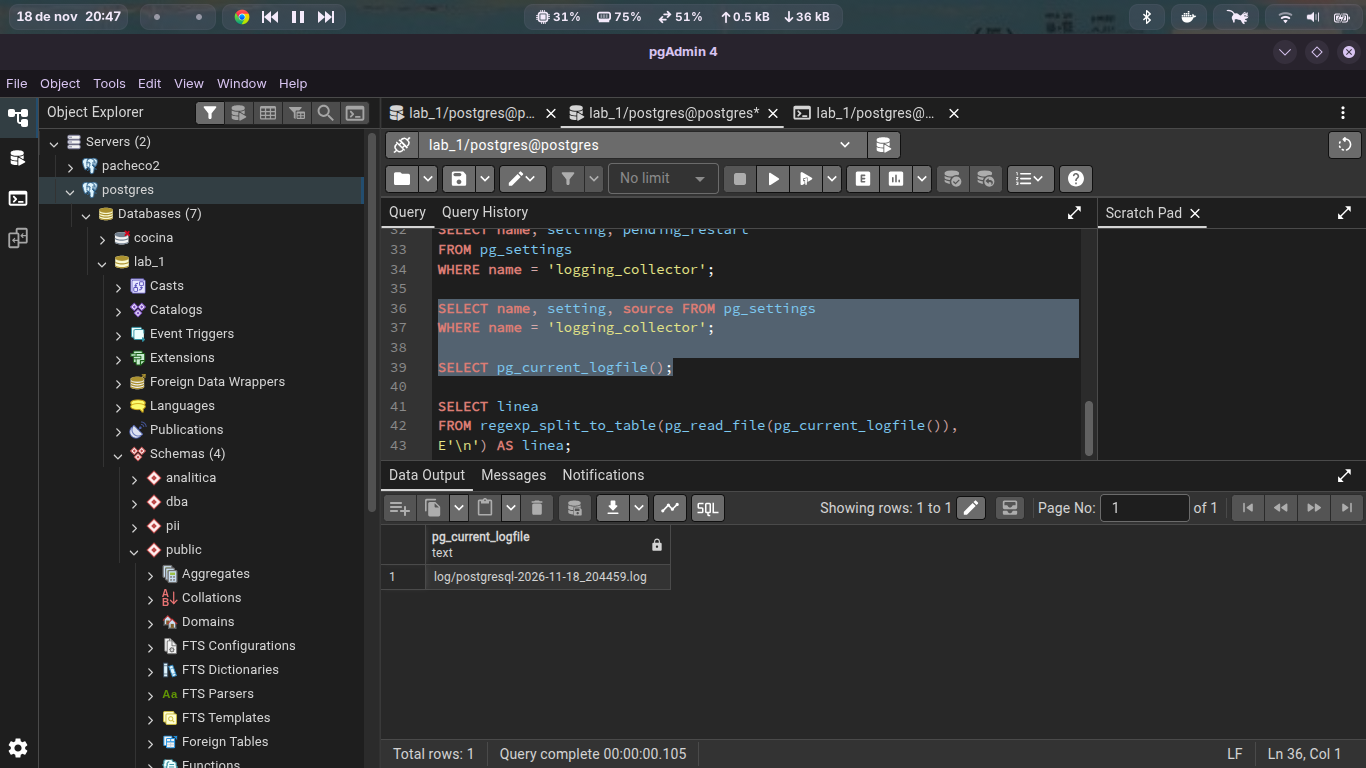 18 de nov 20:47
31% 75% 51% 0.5 kB 36 kB
pgAdmin 4
File Object Tools Edit View Window Help
Object Explorer
Servers (2)
pacheco2
postgres
Databases (7)
cocina
lab_1
Casts
Catalogs
Event Triggers
Extensions
Foreign Data Wrappers
Languages
Publications
Schemas (4)
analitica
dba
pii
public
Aggregates
Collations
Domains
FTS Configurations
FTS Dictionaries
Aa FTS Parsers
FTS Templates
Foreign Tables
Functions
lab_1/postgres@p... lab_1/postgres@postgres* lab_1/postgres@...
lab_1/postgres@postgres
No limit
E
Query Query History
Scratch Pad
32 SELECT name, setting, pending_restart
33 FROM pg_settings
34 WHERE name = 'logging_collector';
35
36 SELECT name, setting, source FROM pg_settings
37 WHERE name = 'logging_collector';
38
39 SELECT pg_current_logfile();
40
41 SELECT linea
42 FROM regexp_split_to_table(pg_read_file(pg_current_logfile()),
43 E'\n') AS linea;
Data Output Messages Notifications
SQL Showing rows: 1 to 1 Page No: 1 of 1
pg_current_logfile
text
1 log/postgresql-2026-11-18_204459.log
Total rows: 1 Query complete 00:00:00.105 LF Ln 36, Col 1